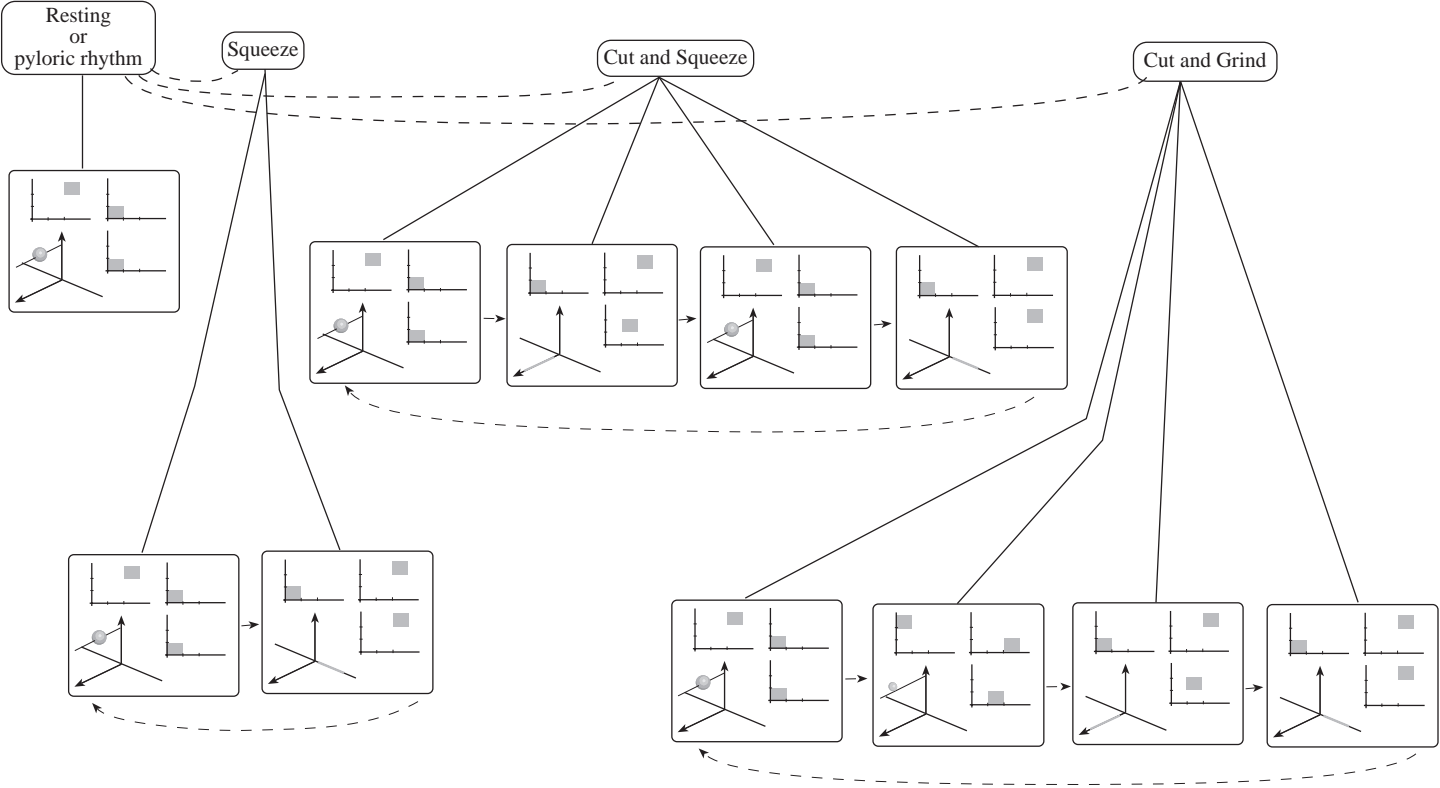 Resting
or
pyloric rhythm
Squeeze
Cut and Squeeze
Cut and Grind